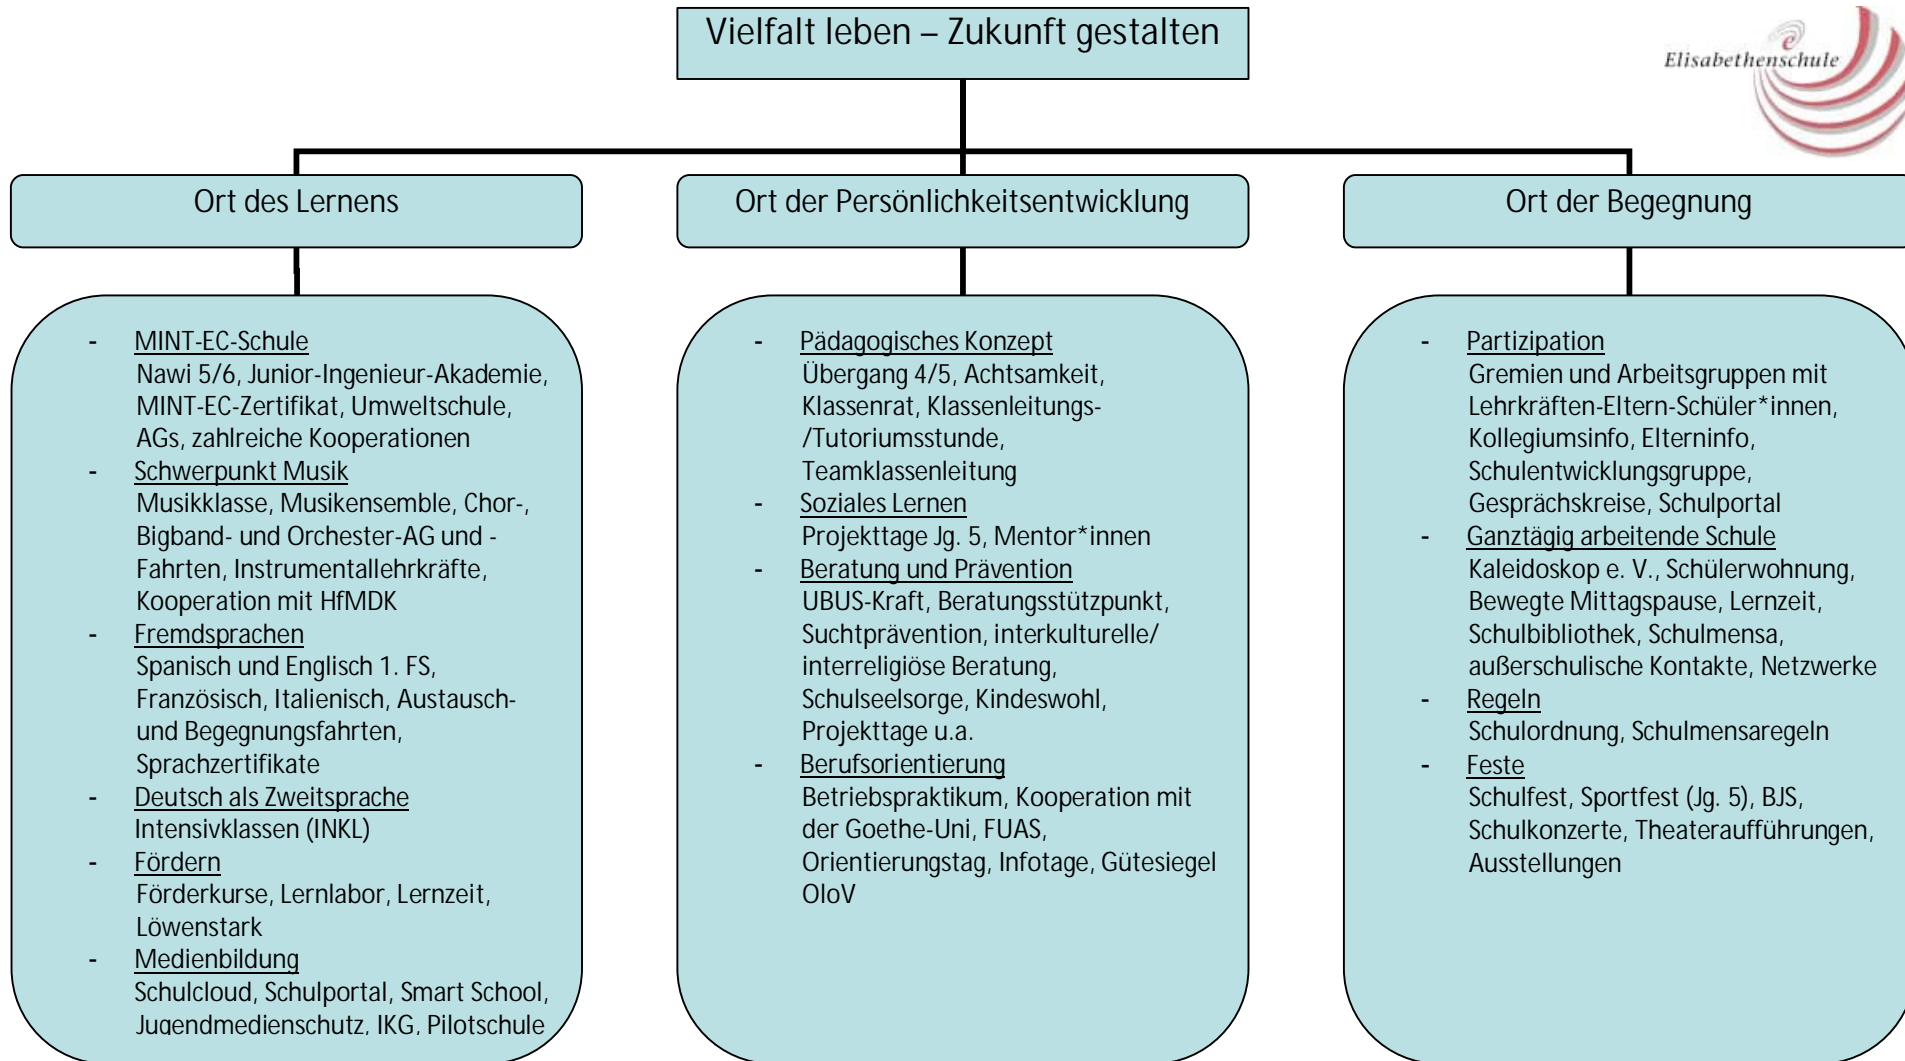 Vielfalt leben – Zukunft gestalten
Elisabethenschule
Ort des Lernens
- MINT-EC-Schule
Nawi 5/6, Junior-Ingenieur-Akademie,
MINT-EC-Zertifikat, Umweltschule,
AGs, zahlreiche Kooperationen
- Schwerpunkt Musik
Musikklasse, Musikensemble, Chor-,
Bigband- und Orchester-AG und -
Fahrten, Instrumentallehrkräfte,
Kooperation mit HfMDK
- Fremdsprachen
Spanisch und Englisch 1. FS,
Französisch, Italienisch, Austausch-
und Begegnungsfahrten,
Sprachzertifikate
- Deutsch als Zweitsprache
Intensivklassen (INKL)
- Fördern
Förderkurse, Lernlabor, Lernzeit,
Löwenstark
- Medienbildung
Schulcloud, Schulportal, Smart School,
Jugendmedienschutz, IKG, Pilotschule
Ort der Persönlichkeitsentwicklung
- Pädagogisches Konzept
Übergang 4/5, Achtsamkeit,
Klassenrat, Klassenleitungs-
/Tutoriumsstunde,
Teamklassenleitung
- Soziales Lernen
Projekttage Jg. 5, Mentor*innen
- Beratung und Prävention
UBUS-Kraft, Beratungsstützpunkt,
Suchtprävention, interkulturelle/
interreligiöse Beratung,
Schulseelsorge, Kindeswohl,
Projekttage u.a.
- Berufsorientierung
Betriebspraktikum, Kooperation mit
der Goethe-Uni, FUAS,
Orientierungstag, Infotage, Gütesiegel
OloV
Ort der Begegnung
- Partizipation
Gremien und Arbeitsgruppen mit
Lehrkräften-Eltern-Schüler*innen,
Kollegiumsinfo, Elterninfo,
Schulentwicklungsgruppe,
Gesprächskreise, Schulportal
- Ganztägig arbeitende Schule
Kaleidoskop e. V., Schülerwohnung,
Bewegte Mittagspause, Lernzeit,
Schulbibliothek, Schulmensa,
außerschulische Kontakte, Netzwerke
- Regeln
Schulordnung, Schulmensaregeln
- Feste
Schulfest, Sportfest (Jg. 5), BJS,
Schulkonzerte, Theateraufführungen,
Ausstellungen